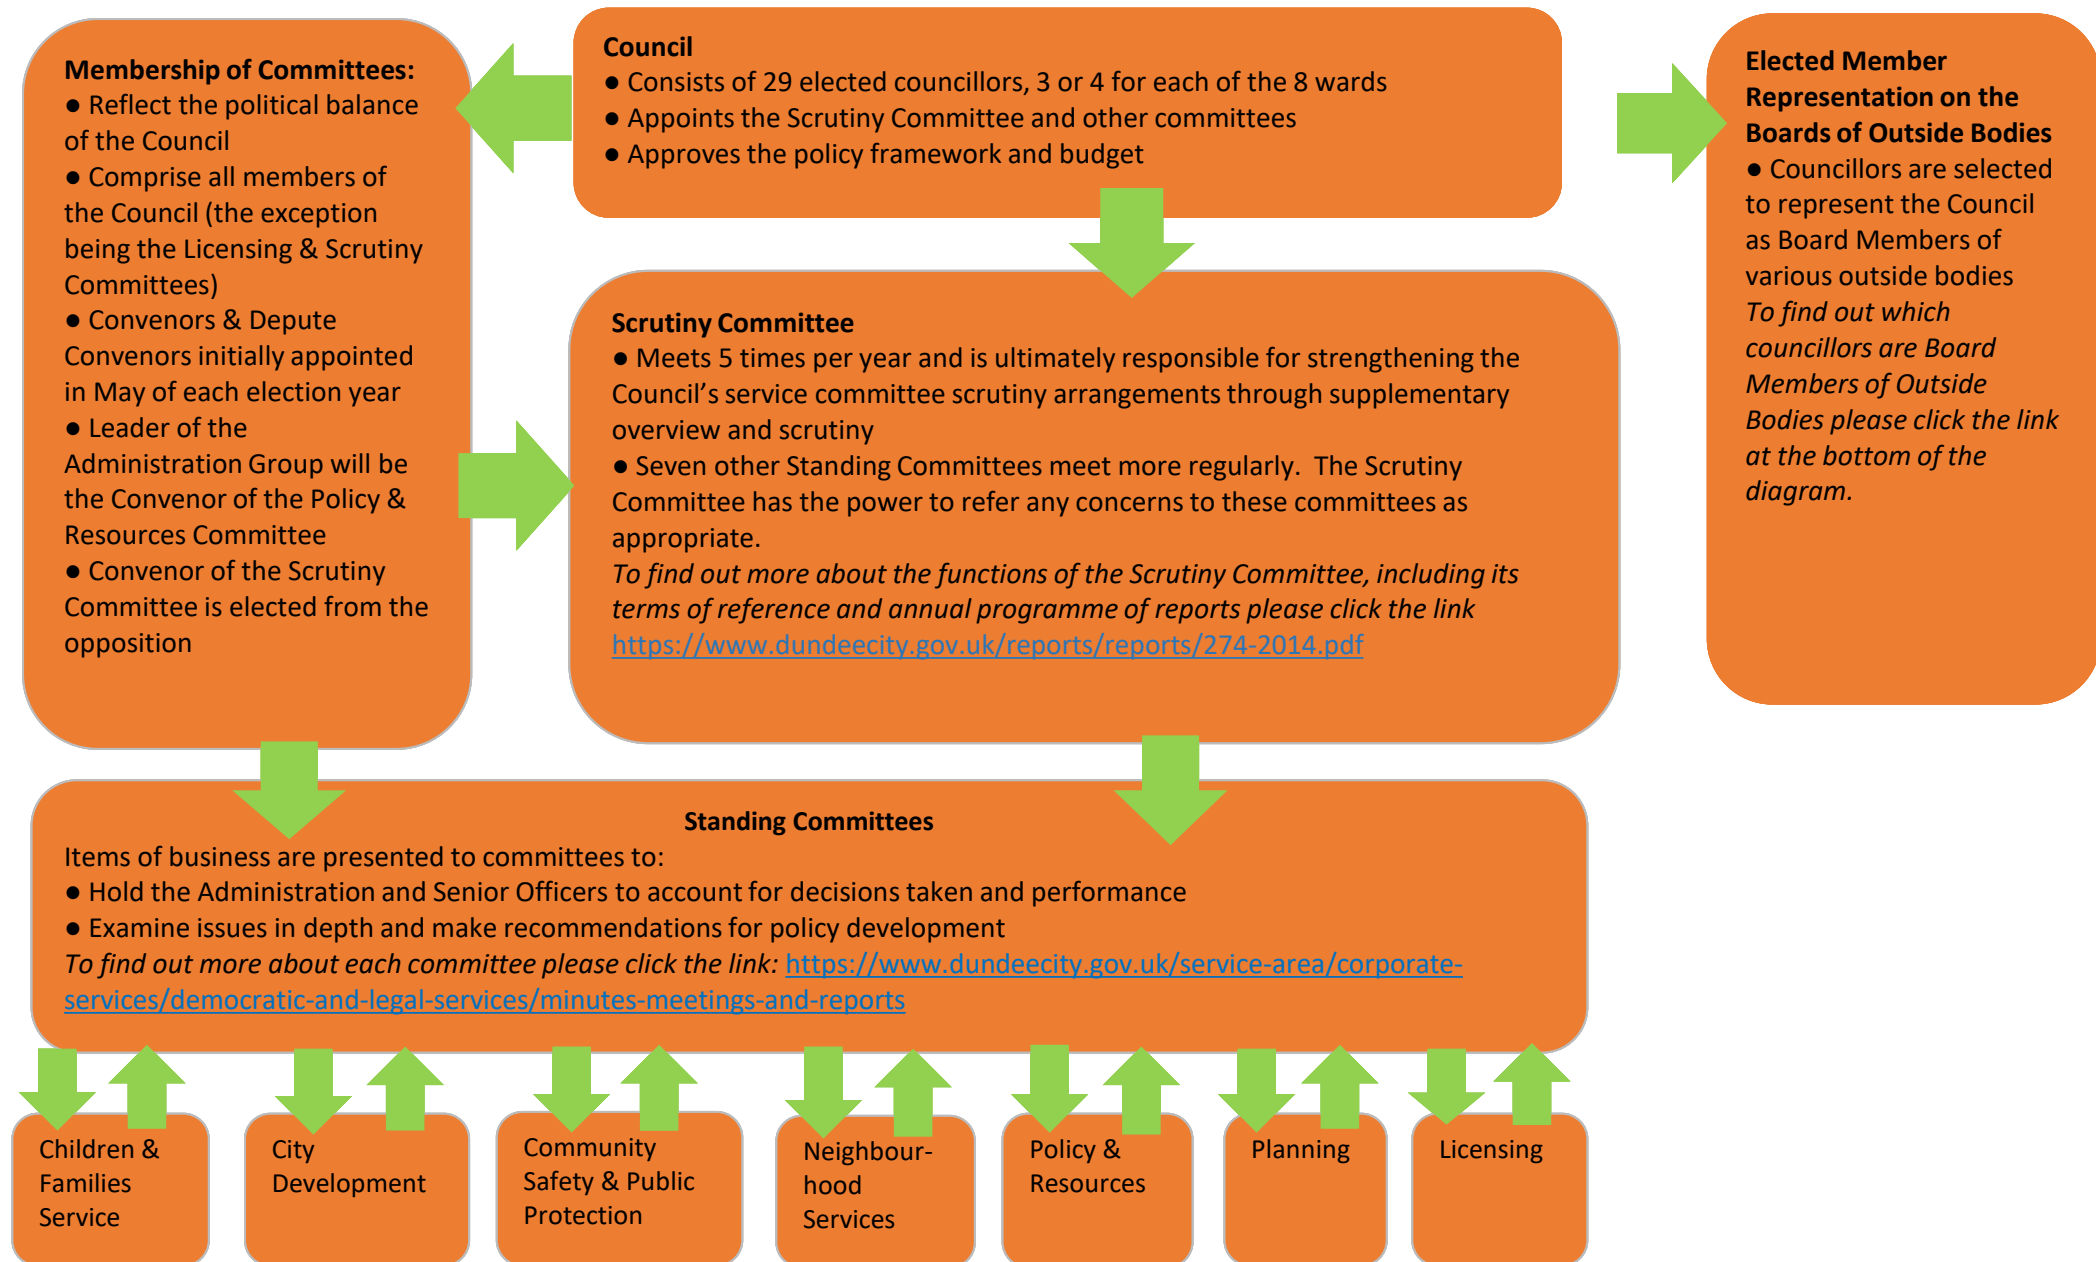 Membership of Committees:
● Reflect the political balance
of the Council
● Comprise all members of
the Council (the exception
being the Licensing & Scrutiny
Committees)
● Convenors & Depute
Convenors initially appointed
in May of each election year
● Leader of the
Administration Group will be
the Convenor of the Policy &
Resources Committee
● Convenor of the Scrutiny
Committee is elected from the
opposition
Council
● Consists of 29 elected councillors, 3 or 4 for each of the 8 wards
● Appoints the Scrutiny Committee and other committees
● Approves the policy framework and budget
Elected Member
Representation on the
Boards of Outside Bodies
● Councillors are selected
to represent the Council
as Board Members of
various outside bodies
To find out which
councillors are Board
Members of Outside
Bodies please click the link
at the bottom of the
diagram.
Scrutiny Committee
● Meets 5 times per year and is ultimately responsible for strengthening the
Council’s service committee scrutiny arrangements through supplementary
overview and scrutiny
● Seven other Standing Committees meet more regularly.  The Scrutiny
Committee has the power to refer any concerns to these committees as
appropriate.
To find out more about the functions of the Scrutiny Committee, including its
terms of reference and annual programme of reports please click the link
https://www.dundeecity.gov.uk/reports/reports/274-2014.pdf
Standing Committees
Items of business are presented to committees to:
● Hold the Administration and Senior Officers to account for decisions taken and performance
● Examine issues in depth and make recommendations for policy development
To find out more about each committee please click the link: https://www.dundeecity.gov.uk/service-area/corporate-
services/democratic-and-legal-services/minutes-meetings-and-reports
Children &
Families
Service
City
Development
Community
Safety & Public
Protection
Neighbour-
hood
Services
Policy &
Resources
Planning
Licensing